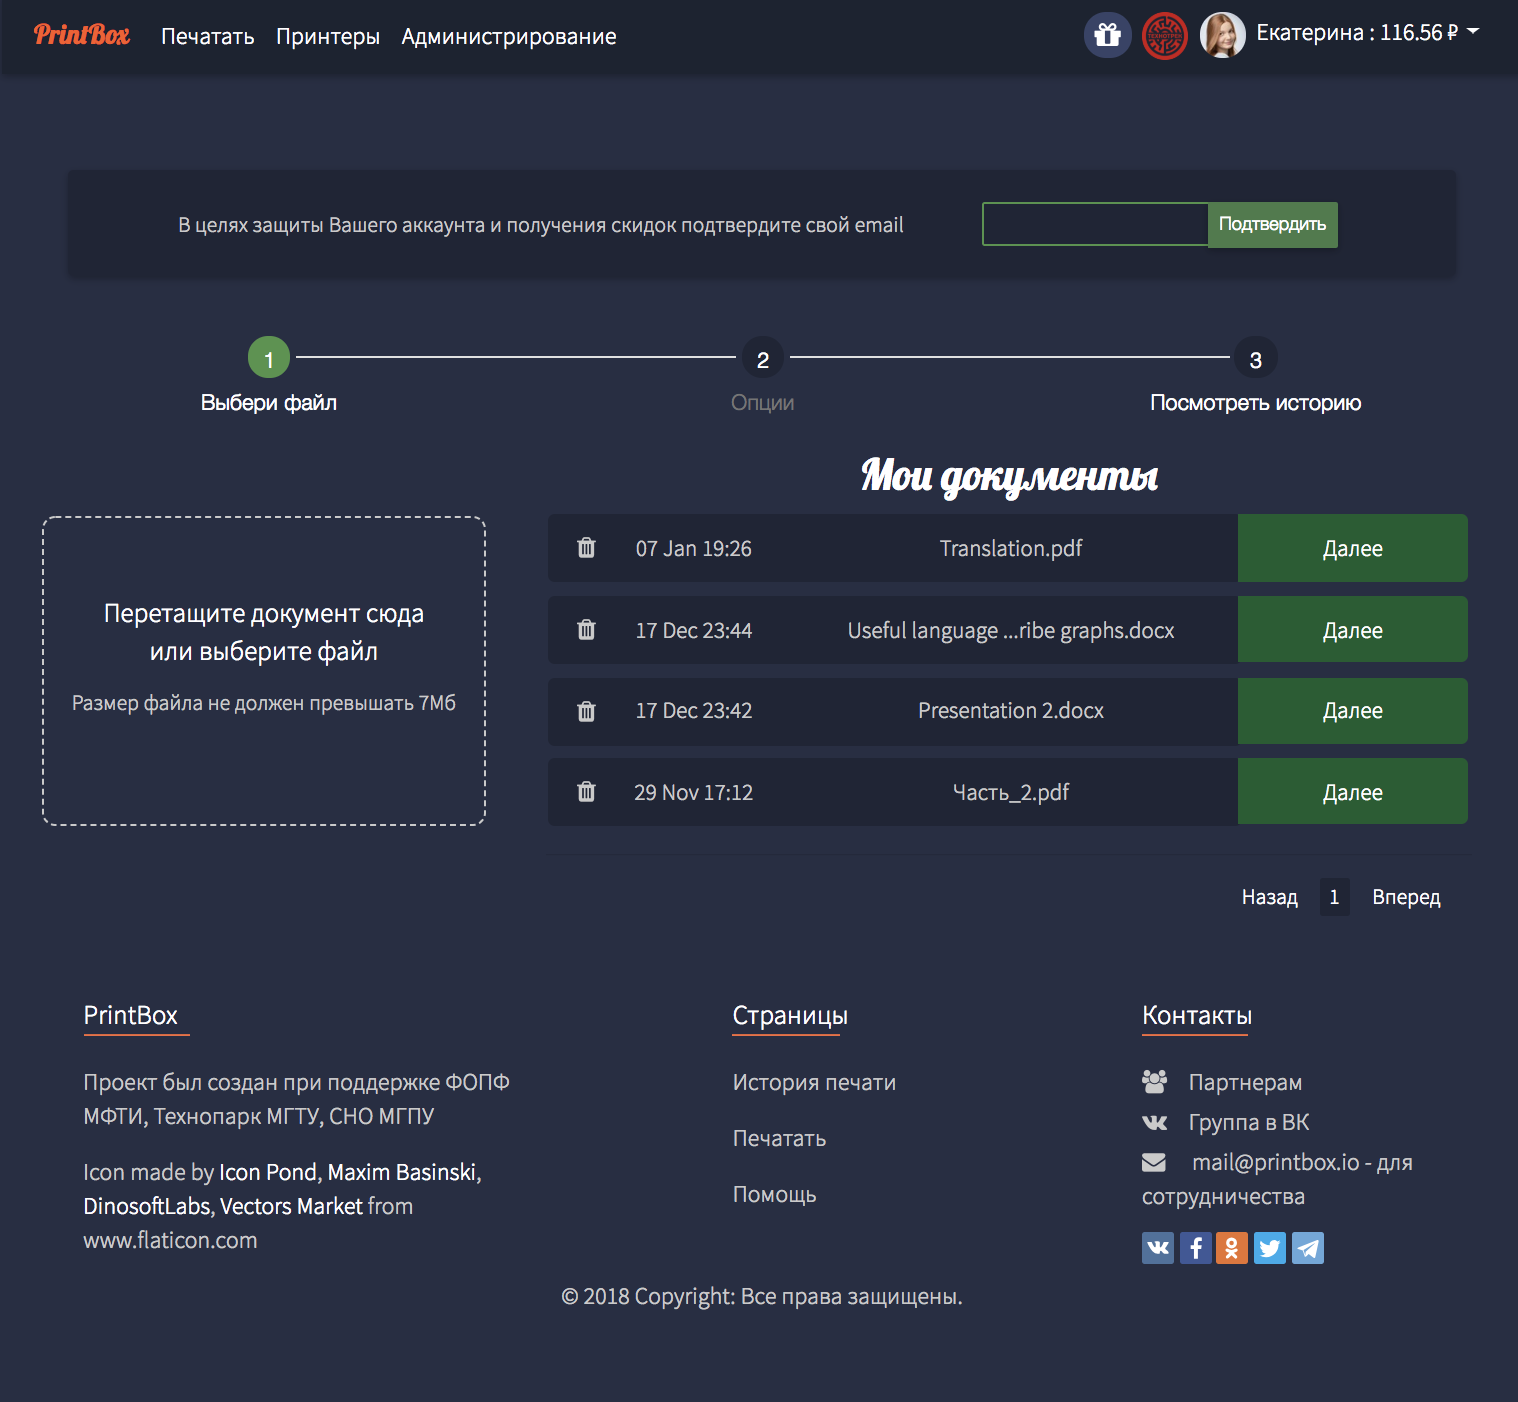 PrintBox Печатать Принтеры Администрирование
ТЕХНОТРЕК
Екатерина : 116.56 ₽
В целях защиты Вашего аккаунта и получения скидок подтвердите свой email
Подтвердить
1 2 3
Выбери файл Опции Посмотреть историю
Мои документы
Перетащите документ сюда
или выберите файл
Размер файла не должен превышать 7Мб
07 Jan 19:26 Translation.pdf Далее
17 Dec 23:44 Useful language ...ribe graphs.docx Далее
17 Dec 23:42 Presentation 2.docx Далее
29 Nov 17:12 Часть_2.pdf Далее
Назад 1 Вперед
PrintBox
Проект был создан при поддержке ФОПФ
МФТИ, Технопарк МГТУ, СНО МГПУ
Icon made by Icon Pond, Maxim Basinski,
DinosoftLabs, Vectors Market from
www.flaticon.com
Страницы
История печати
Печатать
Помощь
Контакты
Партнерам
Группа в ВК
mail@printbox.io - для
сотрудничества
© 2018 Copyright: Все права защищены.